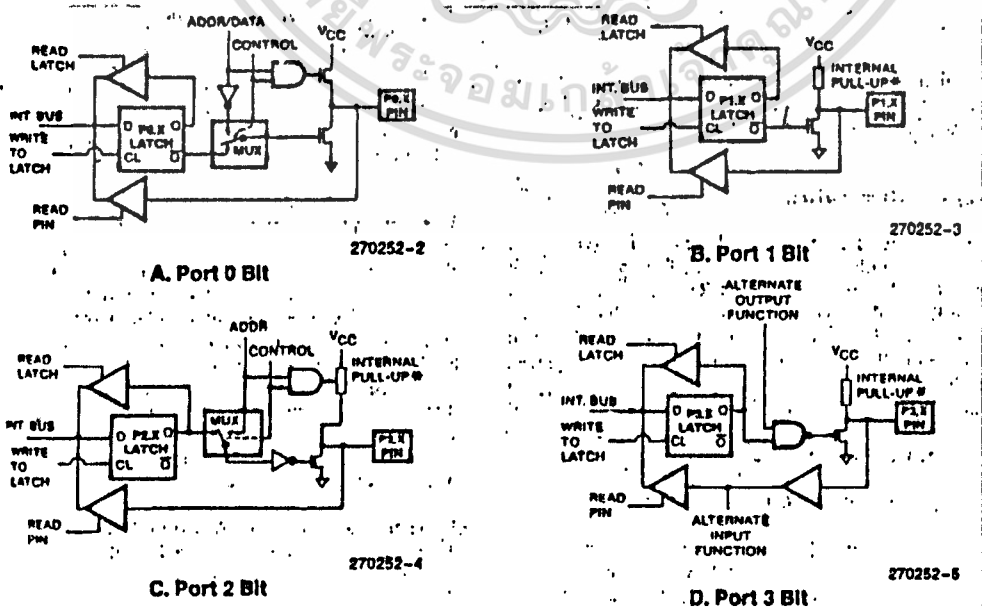 ADDR/DATA
CONTROL
VCC
READ
LATCH
INT BUS
D P0.X Q
LATCH
CL Q
WRITE
TO
LATCH
MUX
P0.X
PIN
READ
PIN
270252-2
A. Port 0 Bit
READ
LATCH
VCC
INTERNAL
PULL-UP *
INT. BUS
D P1.X Q
LATCH
CL Q
WRITE
TO
LATCH
P1.X
PIN
READ
PIN
270252-3
B. Port 1 Bit
ADDR
CONTROL
VCC
READ
LATCH
INTERNAL
PULL-UP *
INT BUS
MUX
D P2.X Q
LATCH
CL Q
WRITE
TO
LATCH
P2.X
PIN
READ
PIN
270252-4
C. Port 2 Bit
ALTERNATE
OUTPUT
FUNCTION
READ
LATCH
VCC
INTERNAL
PULL-UP *
INT. BUS
D P3.X Q
LATCH
CL Q
WRITE
TO
LATCH
P3.X
PIN
READ
PIN
ALTERNATE
INPUT
FUNCTION
270252-5
D. Port 3 Bit